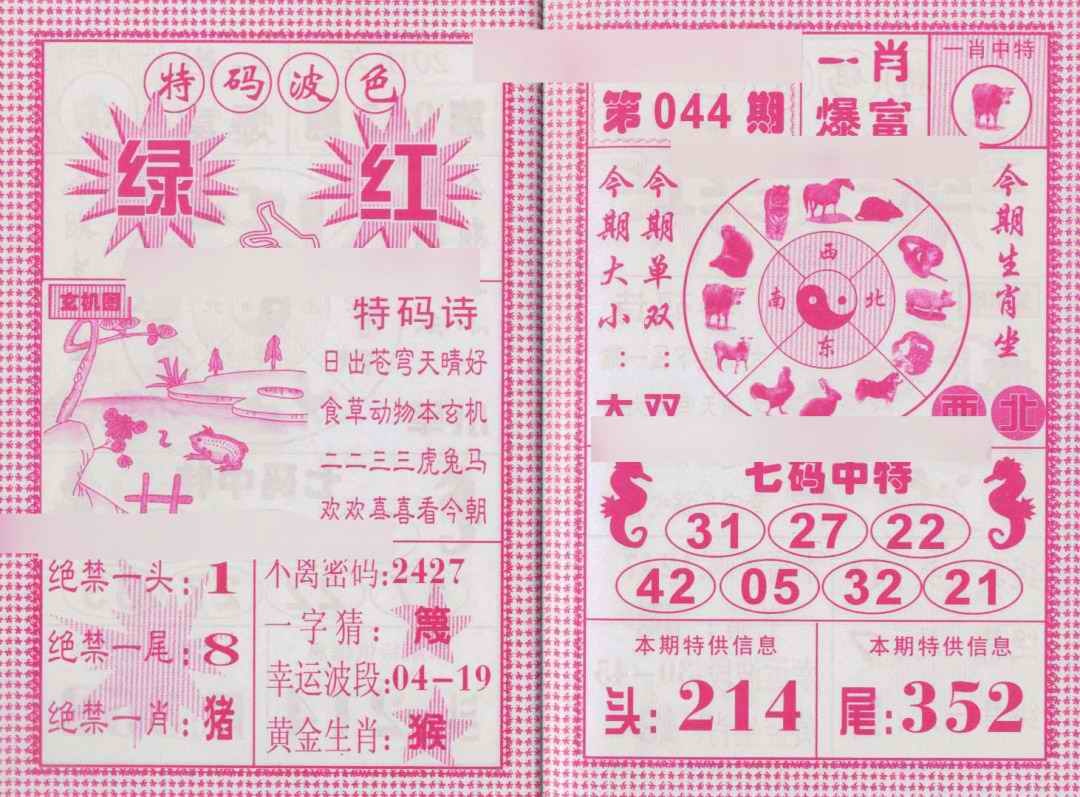 特码波色
绿 红
玄机图
特码诗
日出苍穹天晴好
食草动物本玄机
二二三三虎兔马
欢欢喜喜看今朝
绝禁一头:1
绝禁一尾:8
绝禁一肖:猪
小离密码:2427
一字猜:篾
幸运波段:04-19
黄金生肖:猴
第044期
一肖
爆富
一肖中特
今期大小:大
今期单双:双
西
南 北
东
今期生肖坐
西北
七码中特
31 27 22
42 05 32 21
本期特供信息
头:214
本期特供信息
尾:352